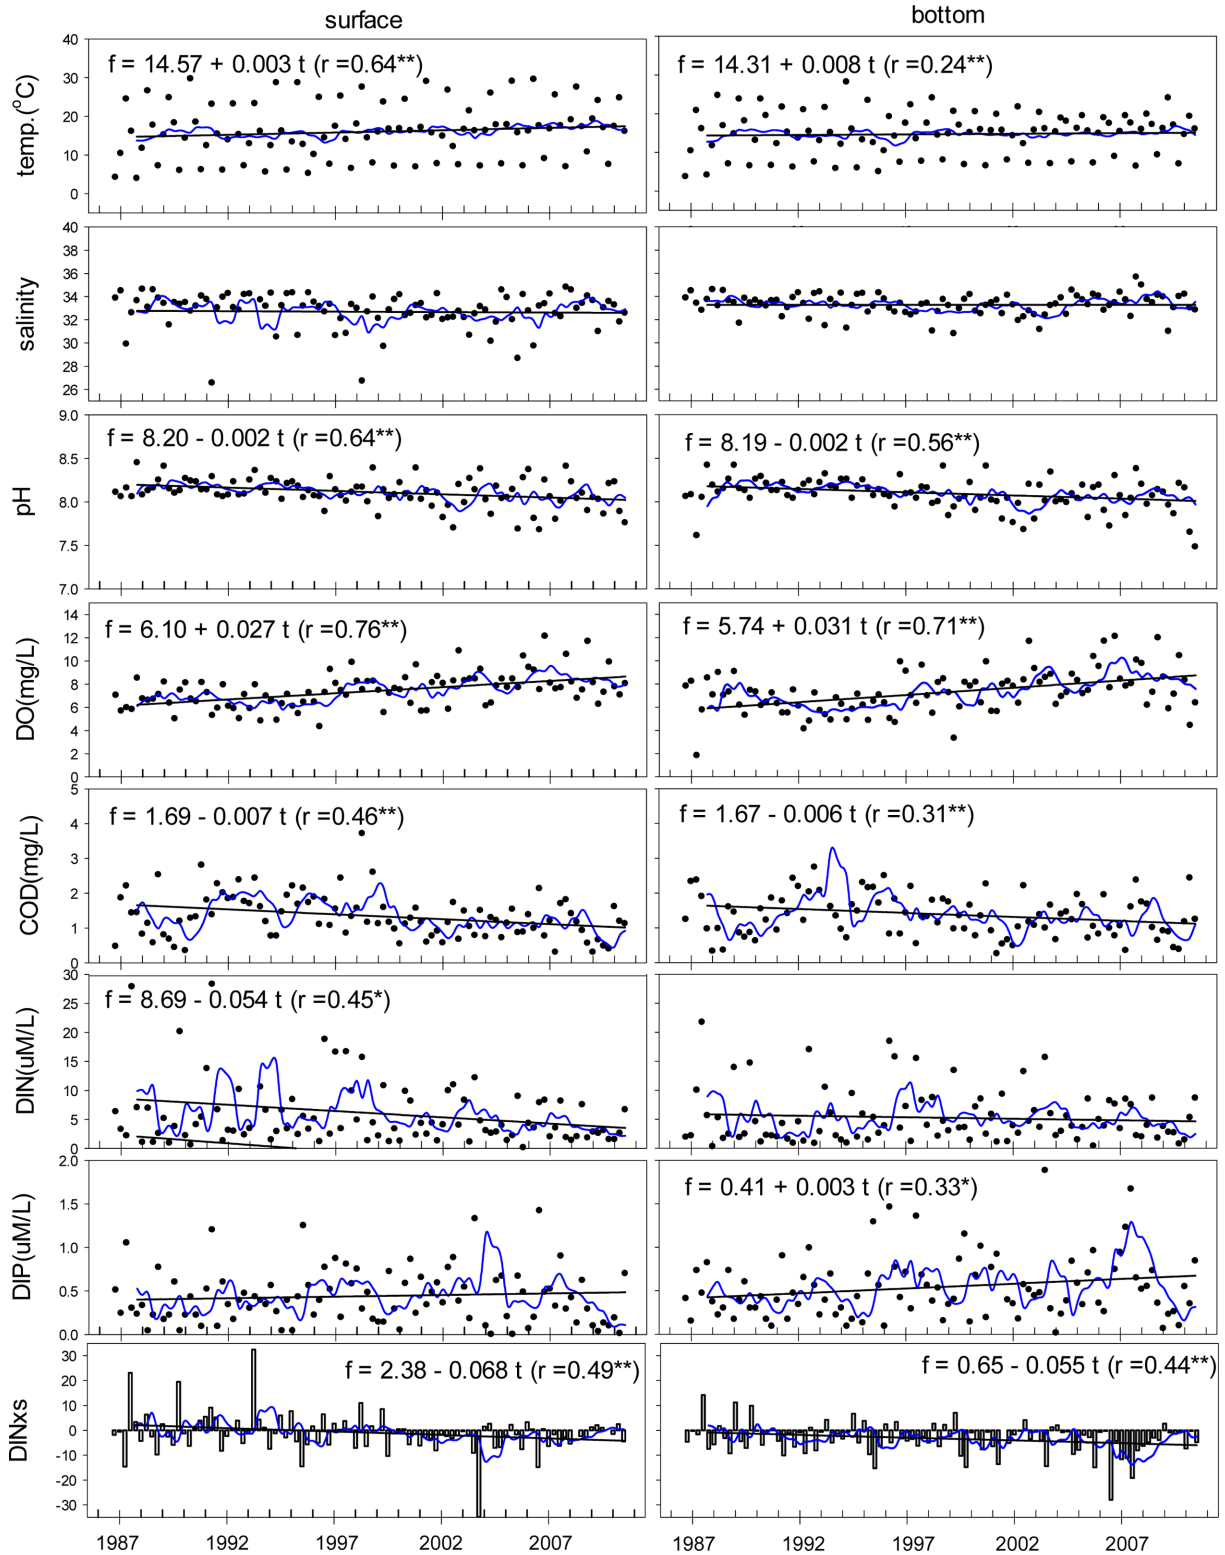 surface
bottom
temp.(°C)
40
30
20
10
0
f = 14.57 + 0.003 t (r =0.64**)
f = 14.31 + 0.008 t (r =0.24**)
salinity
40
38
36
34
32
30
28
26
pH
9.0
8.5
8.0
7.5
7.0
f = 8.20 - 0.002 t (r =0.64**)
f = 8.19 - 0.002 t (r =0.56**)
DO(mg/L)
14
12
10
8
6
4
2
0
f = 6.10 + 0.027 t (r =0.76**)
f = 5.74 + 0.031 t (r =0.71**)
COD(mg/L)
5
4
3
2
1
0
f = 1.69 - 0.007 t (r =0.46**)
f = 1.67 - 0.006 t (r =0.31**)
DIN(uM/L)
30
25
20
15
10
5
0
f = 8.69 - 0.054 t (r =0.45*)
DIP(uM/L)
2.0
1.5
1.0
0.5
0.0
f = 0.41 + 0.003 t (r =0.33*)
DINxs
30
20
10
0
-10
-20
-30
f = 2.38 - 0.068 t (r =0.49**)
f = 0.65 - 0.055 t (r =0.44**)
1987 1992 1997 2002 2007
1987 1992 1997 2002 2007